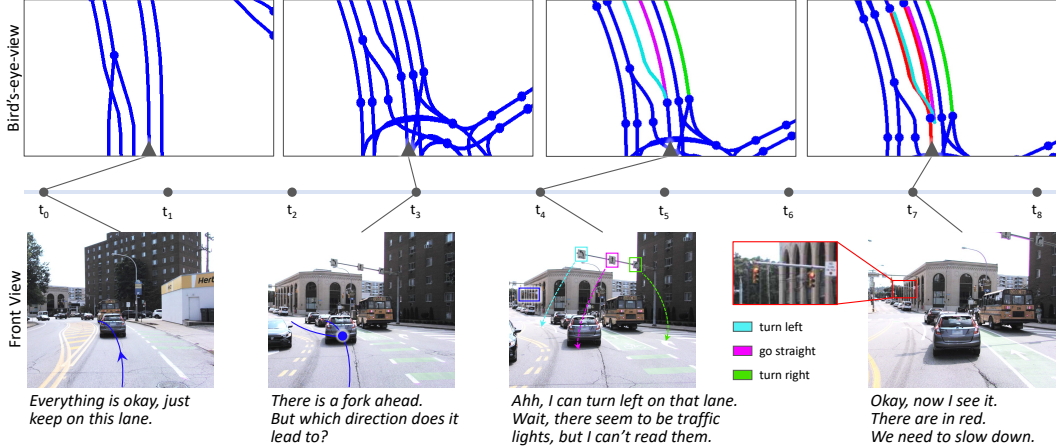 Bird's-eye-view
t0
t1
t2
t3
t4
t5
t6
t7
t8
Front View
Hert
turn left
go straight
turn right
Everything is okay, just
keep on this lane.
There is a fork ahead.
But which direction does it
lead to?
Ahh, I can turn left on that lane.
Wait, there seem to be traffic
lights, but I can't read them.
Okay, now I see it.
There are in red.
We need to slow down.